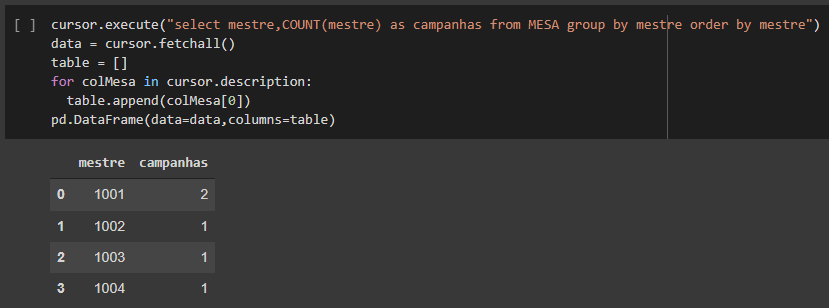 [ ] cursor.execute("select mestre,COUNT(mestre) as campanhas from MESA group by mestre order by mestre")
data = cursor.fetchall()
table = []
for colMesa in cursor.description:
  table.append(colMesa[0])
pd.DataFrame(data=data,columns=table)
mestre campanhas
0 1001 2
1 1002 1
2 1003 1
3 1004 1